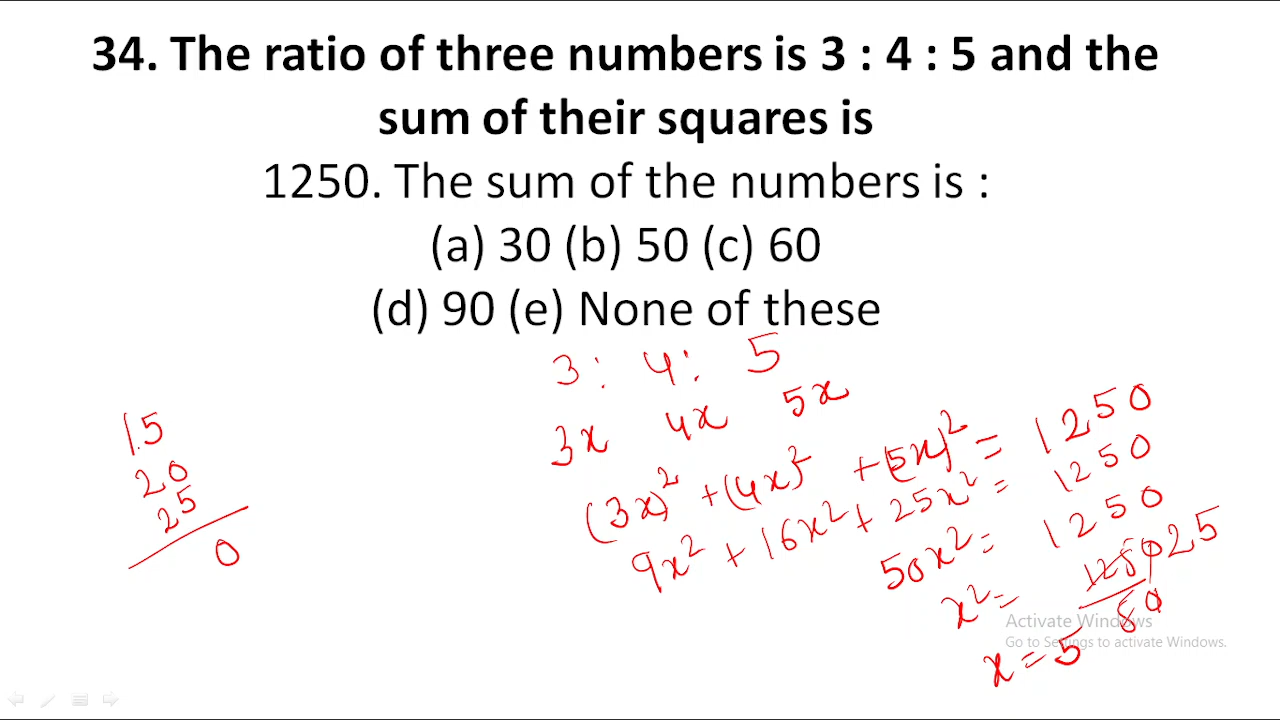 34. The ratio of three numbers is 3 : 4 : 5 and the
sum of their squares is
1250. The sum of the numbers is :
(a) 30 (b) 50 (c) 60
(d) 90 (e) None of these
3 : 4 : 5
3x 4x 5x
(3x)² + (4x)² + (5x)² = 1250
9x² + 16x² + 25x² = 1250
50x² = 1250
x² = 1250 25
50
x = 5
15
20
25
0
Activate Windows
Go to Settings to activate Windows.